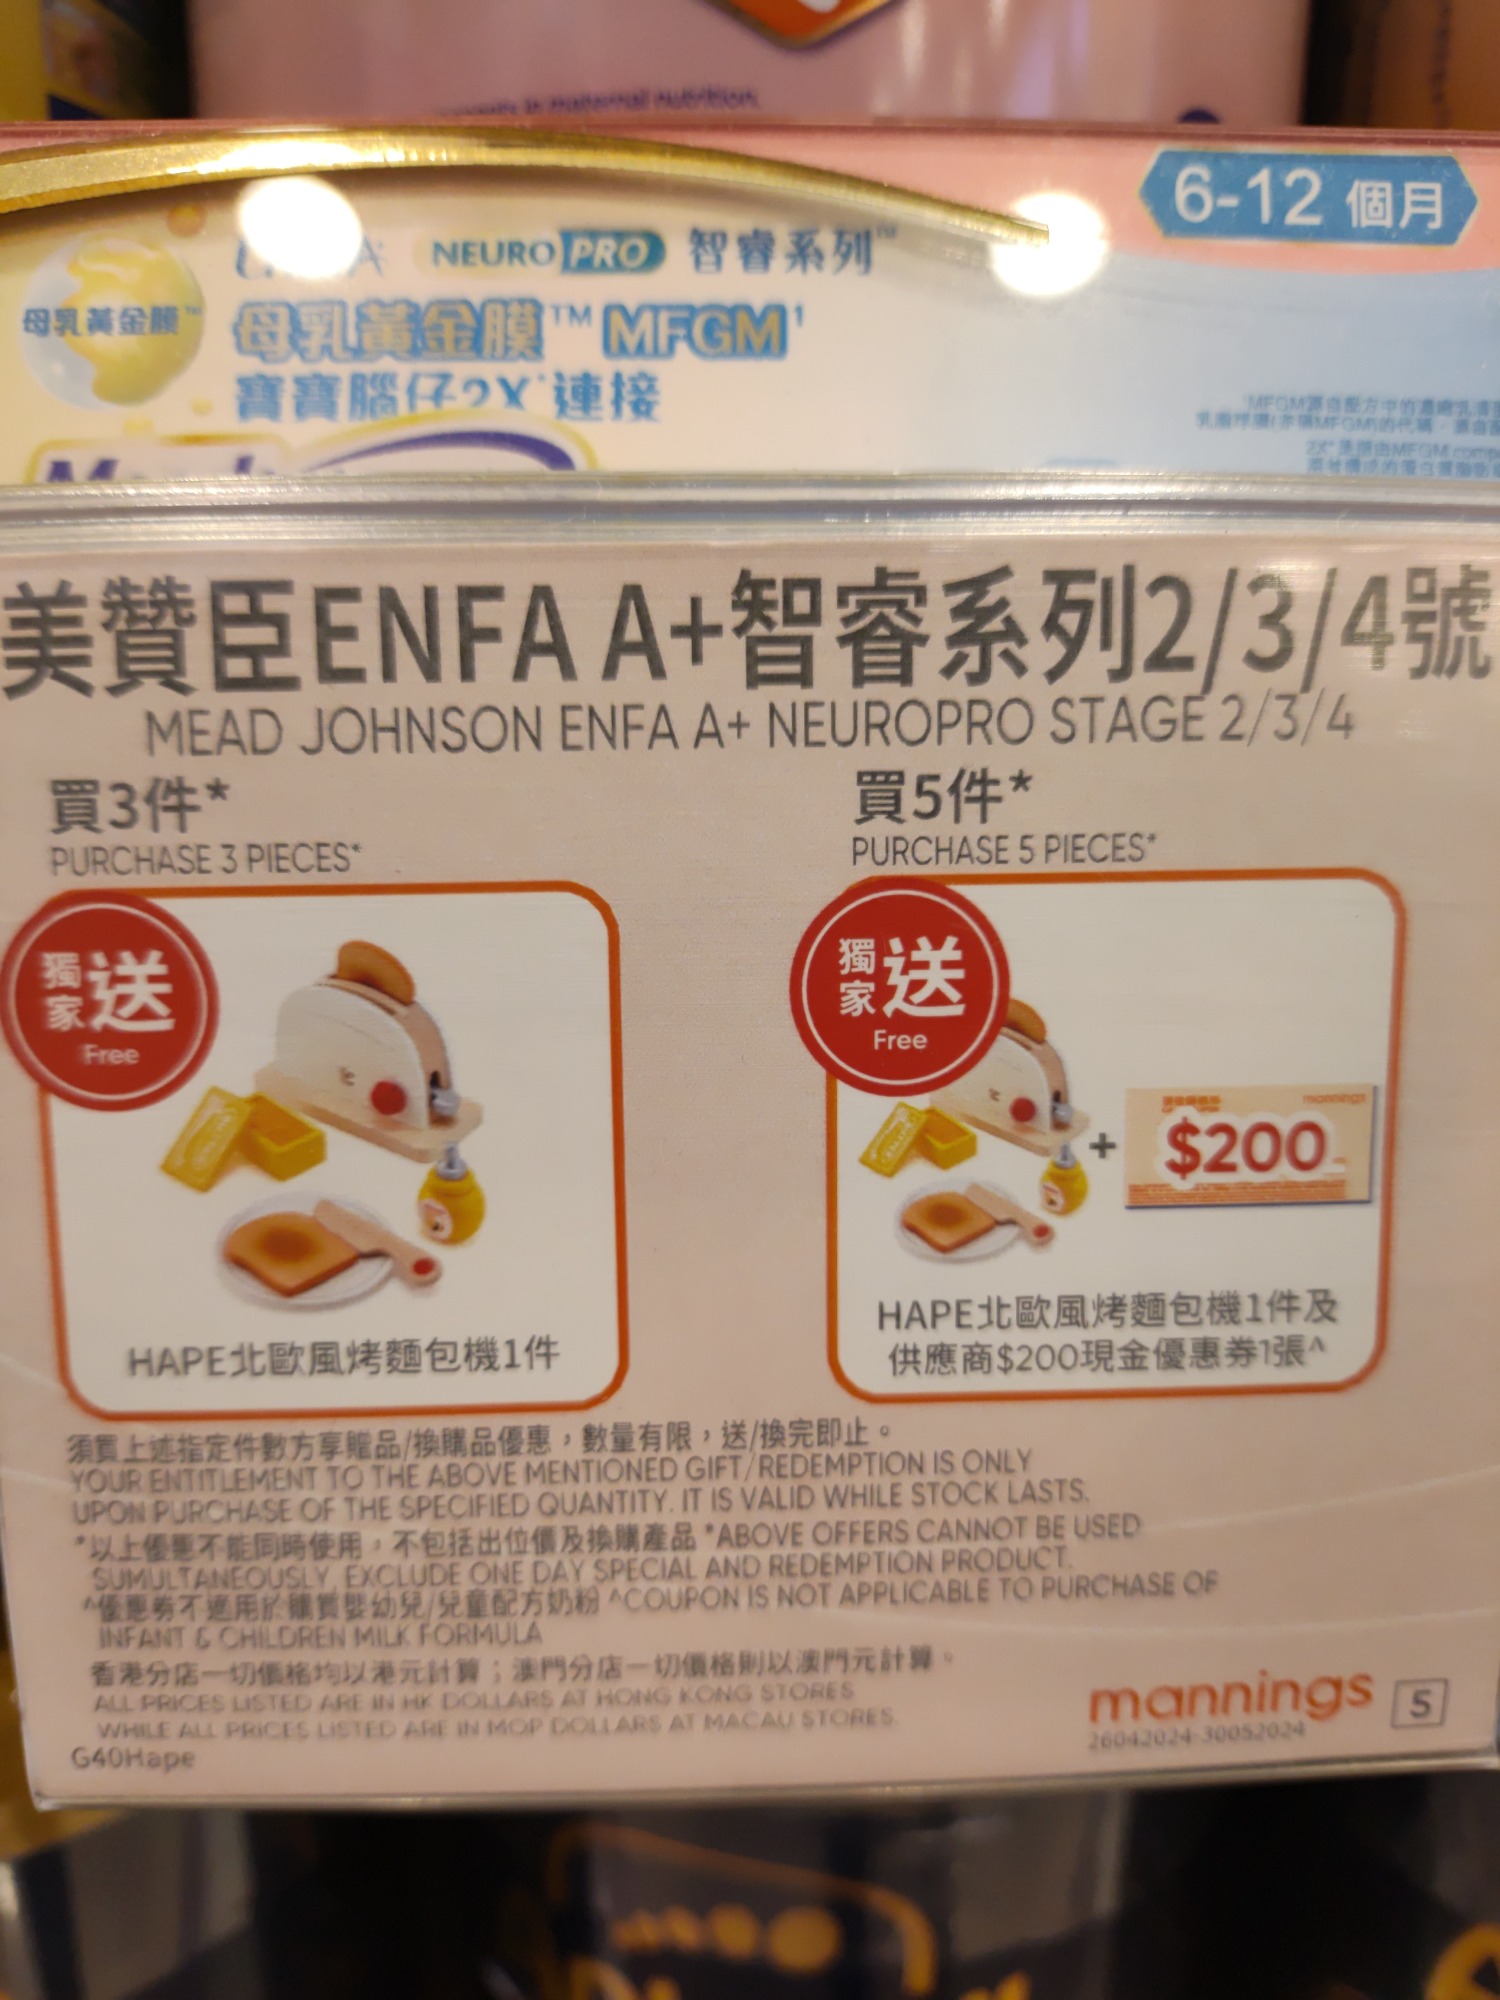 in maternal nutrition
6-12 個月
NEUROPRO 智睿系列™
母乳黃金膜™
母乳黃金膜™ MFGM¹
寶寶腦仔2X 連接
美贊臣ENFA A+智睿系列2/3/4號
MEAD JOHNSON ENFA A+ NEUROPRO STAGE 2/3/4
買3件*
PURCHASE 3 PIECES*
獨家送
Free
HAPE北歐風烤麵包機1件
買5件*
PURCHASE 5 PIECES*
獨家送
Free
+
mannings
$200
HAPE北歐風烤麵包機1件及
供應商$200現金優惠券1張^
須買上述指定件數方享贈品/換購品優惠，數量有限，送/換完即止。
YOUR ENTITLEMENT TO THE ABOVE MENTIONED GIFT/REDEMPTION IS ONLY
UPON PURCHASE OF THE SPECIFIED QUANTITY. IT IS VALID WHILE STOCK LASTS.
*以上優惠不能同時使用，不包括出位價及換購產品 *ABOVE OFFERS CANNOT BE USED
SUMULTANEOUSLY, EXCLUDE ONE DAY SPECIAL AND REDEMPTION PRODUCT.
^優惠券不適用於購買嬰幼兒/兒童配方奶粉 ^COUPON IS NOT APPLICABLE TO PURCHASE OF
INFANT & CHILDREN MILK FORMULA
香港分店一切價格均以港元計算；澳門分店一切價格則以澳門元計算。
ALL PRICES LISTED ARE IN HK DOLLARS AT HONG KONG STORES
WHILE ALL PRICES LISTED ARE IN MOP DOLLARS AT MACAU STORES.
G40Hape
mannings
5
26042024-30052024